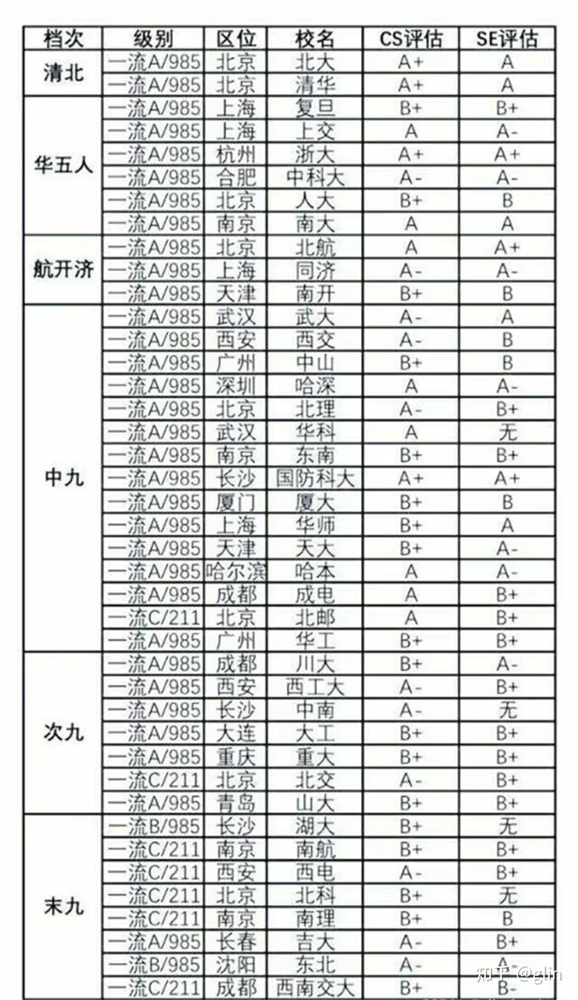 档次 级别 区位 校名 CS评估 SE评估
清北 一流A/985 北京 北大 A+ A
一流A/985 北京 清华 A+ A
华五人 一流A/985 上海 复旦 B+ B+
一流A/985 上海 上交 A A-
一流A/985 杭州 浙大 A+ A+
一流A/985 合肥 中科大 A- A-
一流A/985 北京 人大 B+ B
一流A/985 南京 南大 A A
航开济 一流A/985 北京 北航 A A+
一流A/985 上海 同济 A- A-
一流A/985 天津 南开 B+ B
中九 一流A/985 武汉 武大 A- A
一流A/985 西安 西交 A- B
一流A/985 广州 中山 B+ B
一流A/985 深圳 哈深 A A-
一流A/985 北京 北理 A- B+
一流A/985 武汉 华科 A 无
一流A/985 南京 东南 B+ B+
一流A/985 长沙 国防科大 A+ A+
一流A/985 厦门 厦大 B+ B
一流A/985 上海 华师 B+ A
一流A/985 天津 天大 B+ A-
一流A/985 哈尔滨 哈本 A A-
一流A/985 成都 成电 A B+
一流C/211 北京 北邮 A B+
一流A/985 广州 华工 B+ B+
次九 一流A/985 成都 川大 B+ A-
一流A/985 西安 西工大 A- B+
一流A/985 长沙 中南 A- 无
一流A/985 大连 大工 B+ B+
一流A/985 重庆 重大 B+ B+
一流C/211 北京 北交 A- B+
一流A/985 青岛 山大 B+ B+
末九 一流B/985 长沙 湖大 B+ 无
一流C/211 南京 南航 B+ B+
一流C/211 西安 西电 A- B+
一流C/211 北京 北科 B+ 无
一流C/211 南京 南理 B+ B
一流A/985 长春 吉大 A- B+
一流B/985 沈阳 东北 A- A-
一流C/211 成都 西南交大 B+ B-
知乎 @glin